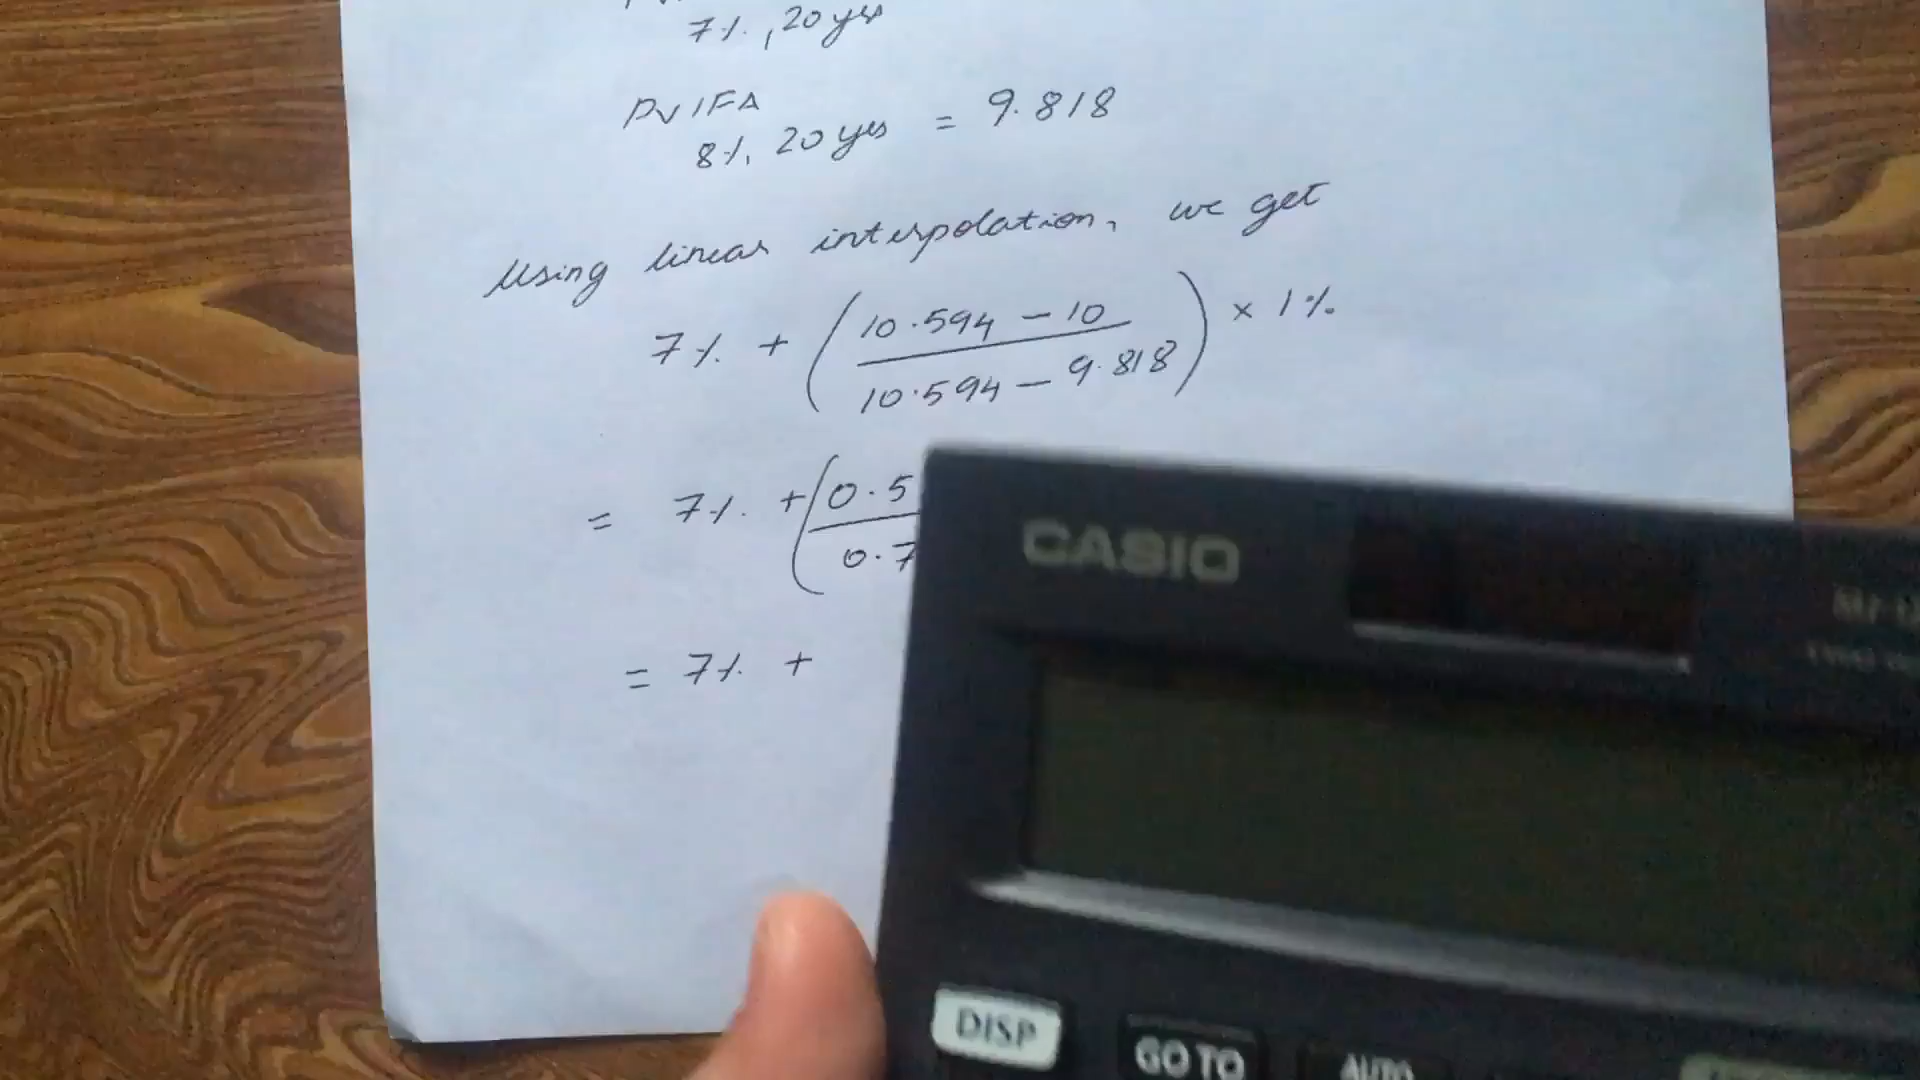 7%, 20 yrs
PVIFA
8%, 20 yrs = 9.818
Using linear interpolation, we get
7% + (10.594 - 10 / 10.594 - 9.818) × 1%
= 7% + (0.5
0.7
= 7% +
CASIO
DISP
GO TO
AUTO